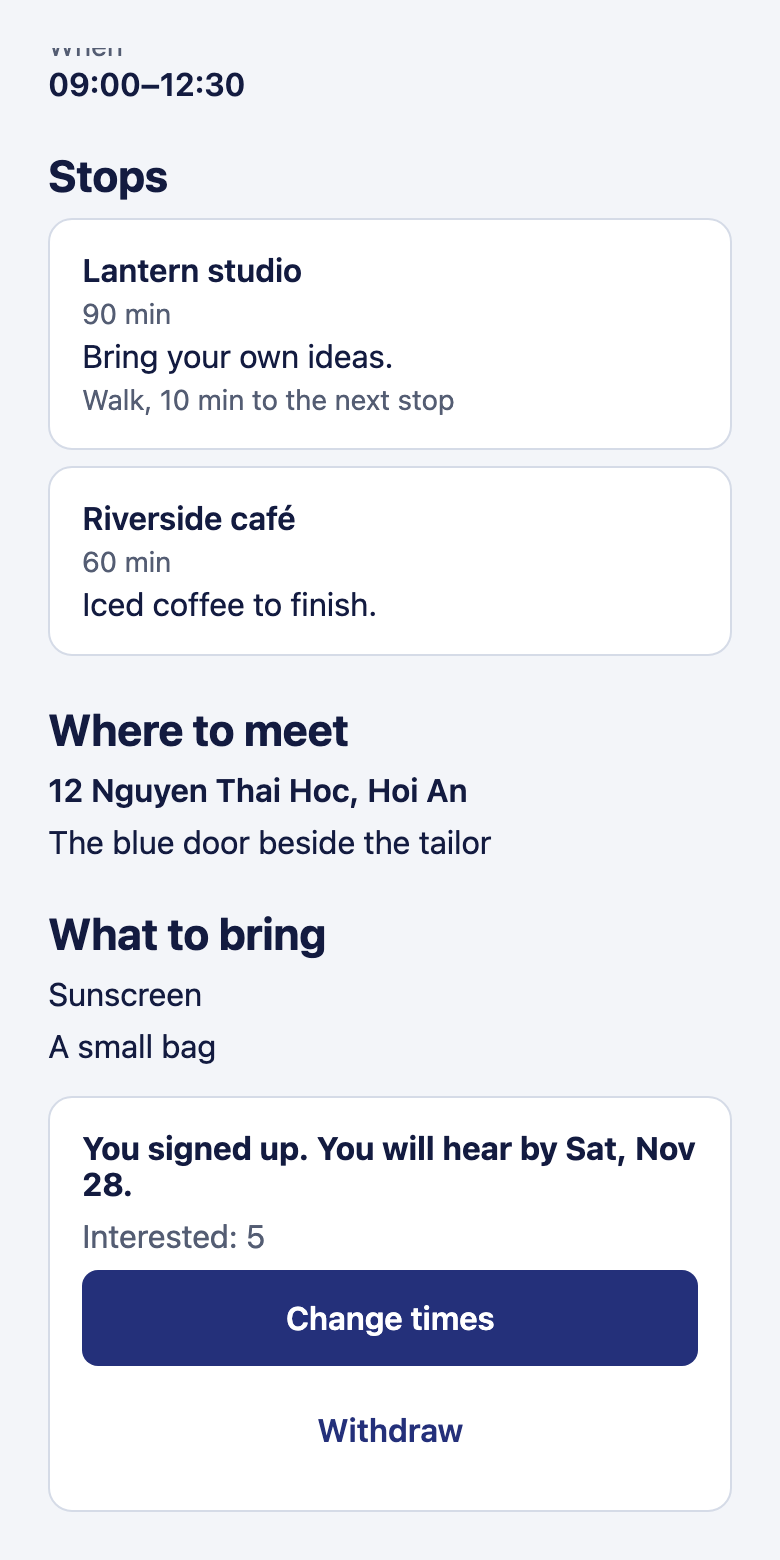 When
09:00–12:30
Stops
Lantern studio
90 min
Bring your own ideas.
Walk, 10 min to the next stop
Riverside café
60 min
Iced coffee to finish.
Where to meet
12 Nguyen Thai Hoc, Hoi An
The blue door beside the tailor
What to bring
Sunscreen
A small bag
You signed up. You will hear by Sat, Nov
28.
Interested: 5
Change times
Withdraw